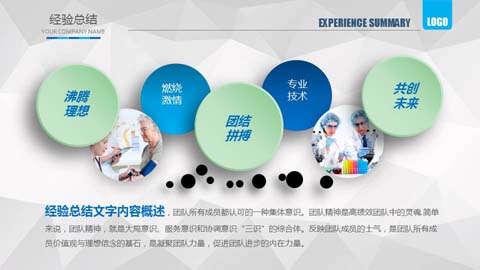 经验总结
YOUR COMPANY NAME
EXPERIENCE SUMMARY
LOGO
沸腾
理想
燃烧
激情
团结
拼搏
专业
技术
共创
未来
经验总结文字内容概述，团队所有成员都认可的一种集体意识。团队精神是高绩效团队中的灵魂.简单
来说，团队精神，就是大局意识、服务意识和协调意识“三识”的综合体。反映团队成员的士气，是团队所有成
员价值观与理想信念的基石，是凝聚团队力量，促进团队进步的内在力量。